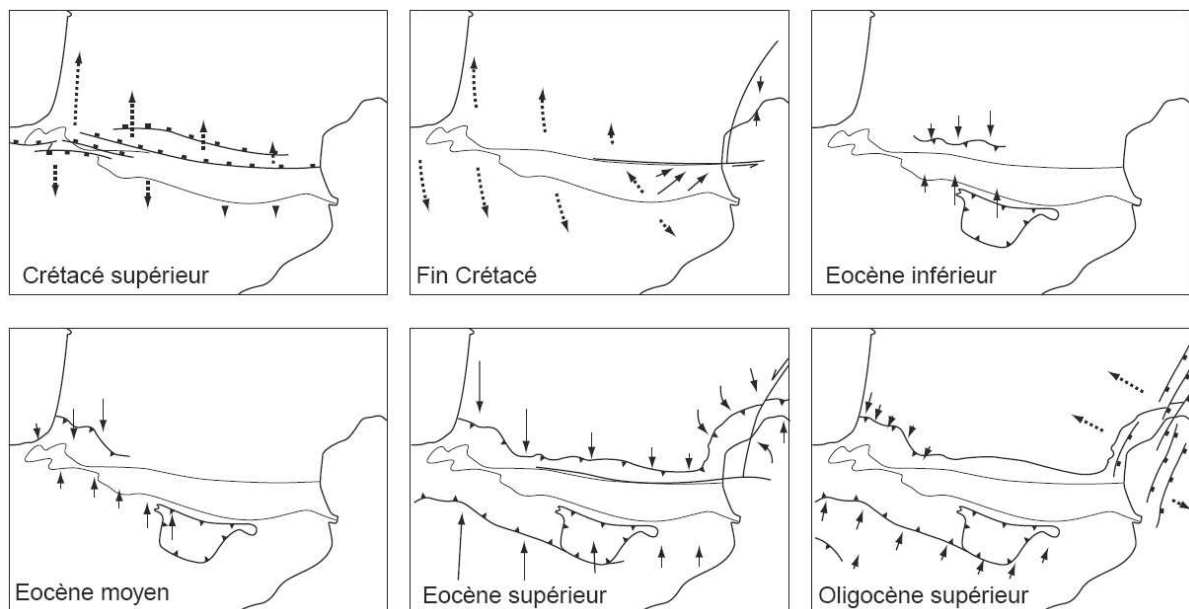 Crétacé supérieur
Fin Crétacé
Eocène inférieur
Eocène moyen
Eocène supérieur
Oligocène supérieur